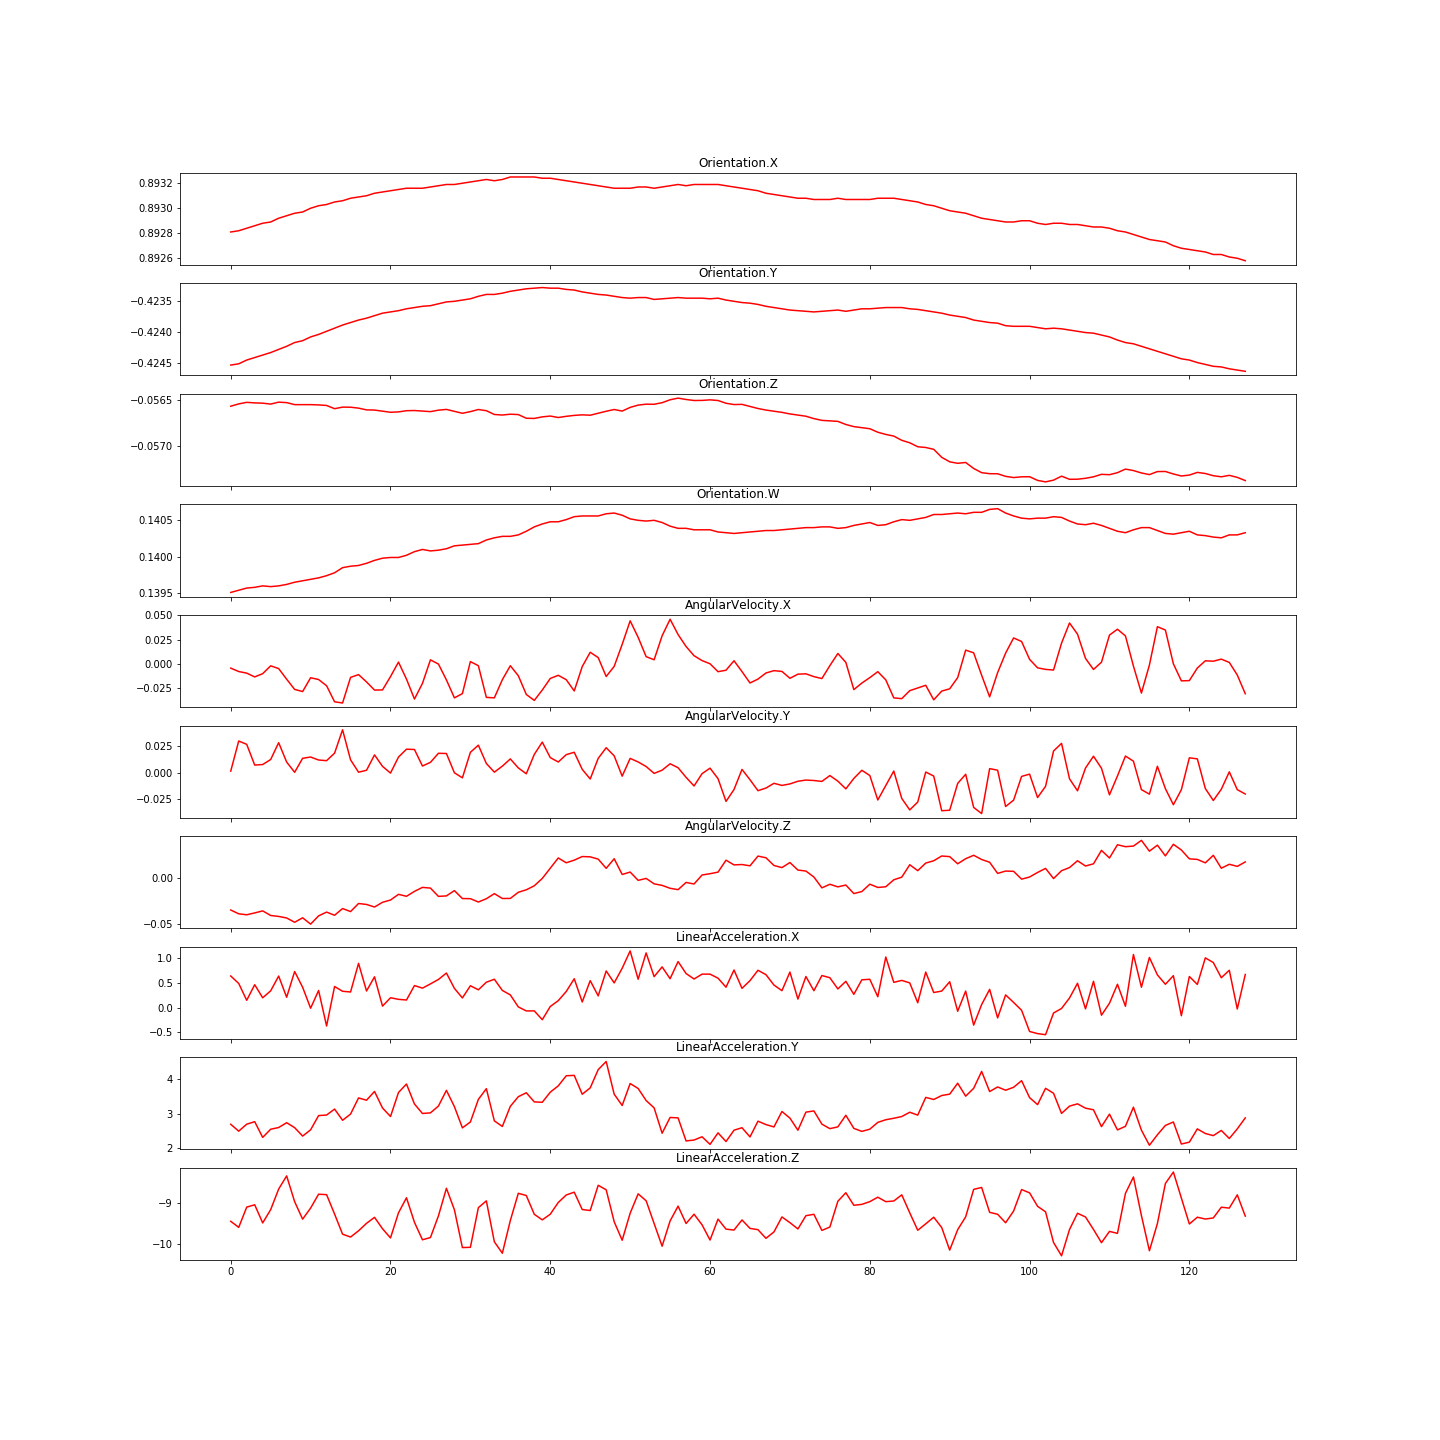 Orientation.X
0.8932
0.8930
0.8928
0.8926
Orientation.Y
−0.4235
−0.4240
−0.4245
Orientation.Z
−0.0565
−0.0570
Orientation.W
0.1405
0.1400
0.1395
AngularVelocity.X
0.050
0.025
0.000
−0.025
AngularVelocity.Y
0.025
0.000
−0.025
AngularVelocity.Z
0.00
−0.05
LinearAcceleration.X
1.0
0.5
0.0
−0.5
LinearAcceleration.Y
4
3
2
LinearAcceleration.Z
−9
−10
0 20 40 60 80 100 120